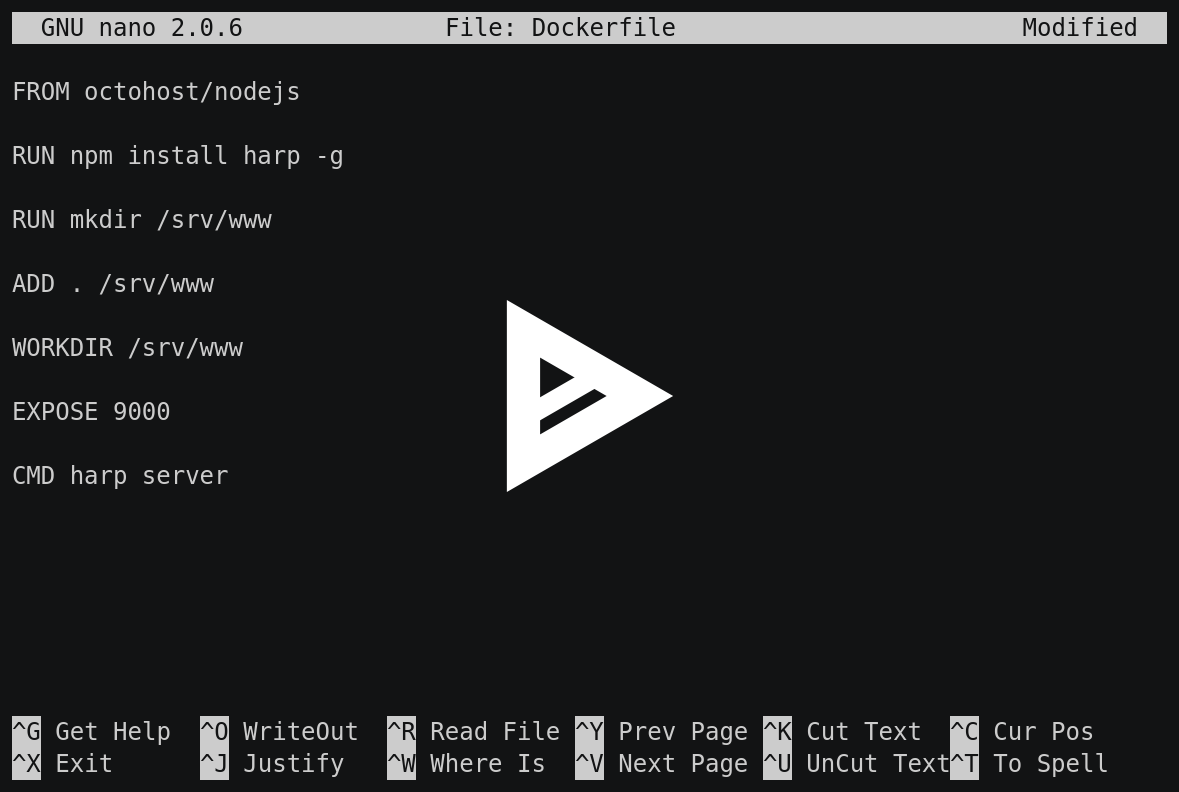 GNU nano 2.0.6 File: Dockerfile Modified
FROM octohost/nodejs
RUN npm install harp -g
RUN mkdir /srv/www
ADD . /srv/www
WORKDIR /srv/www
EXPOSE 9000
CMD harp server
^G Get Help ^O WriteOut ^R Read File ^Y Prev Page ^K Cut Text ^C Cur Pos
^X Exit ^J Justify ^W Where Is ^V Next Page ^U UnCut Text ^T To Spell